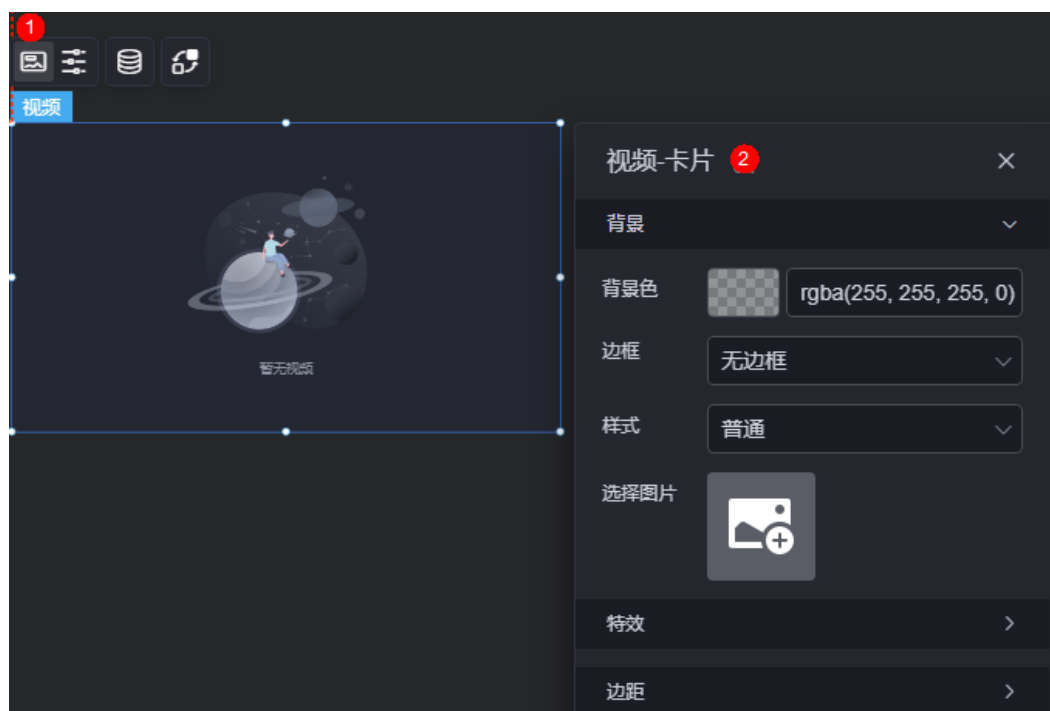 1
视频
暂无视频
视频-卡片 2
背景
背景色 rgba(255, 255, 255, 0)
边框 无边框
样式 普通
选择图片
特效
边距